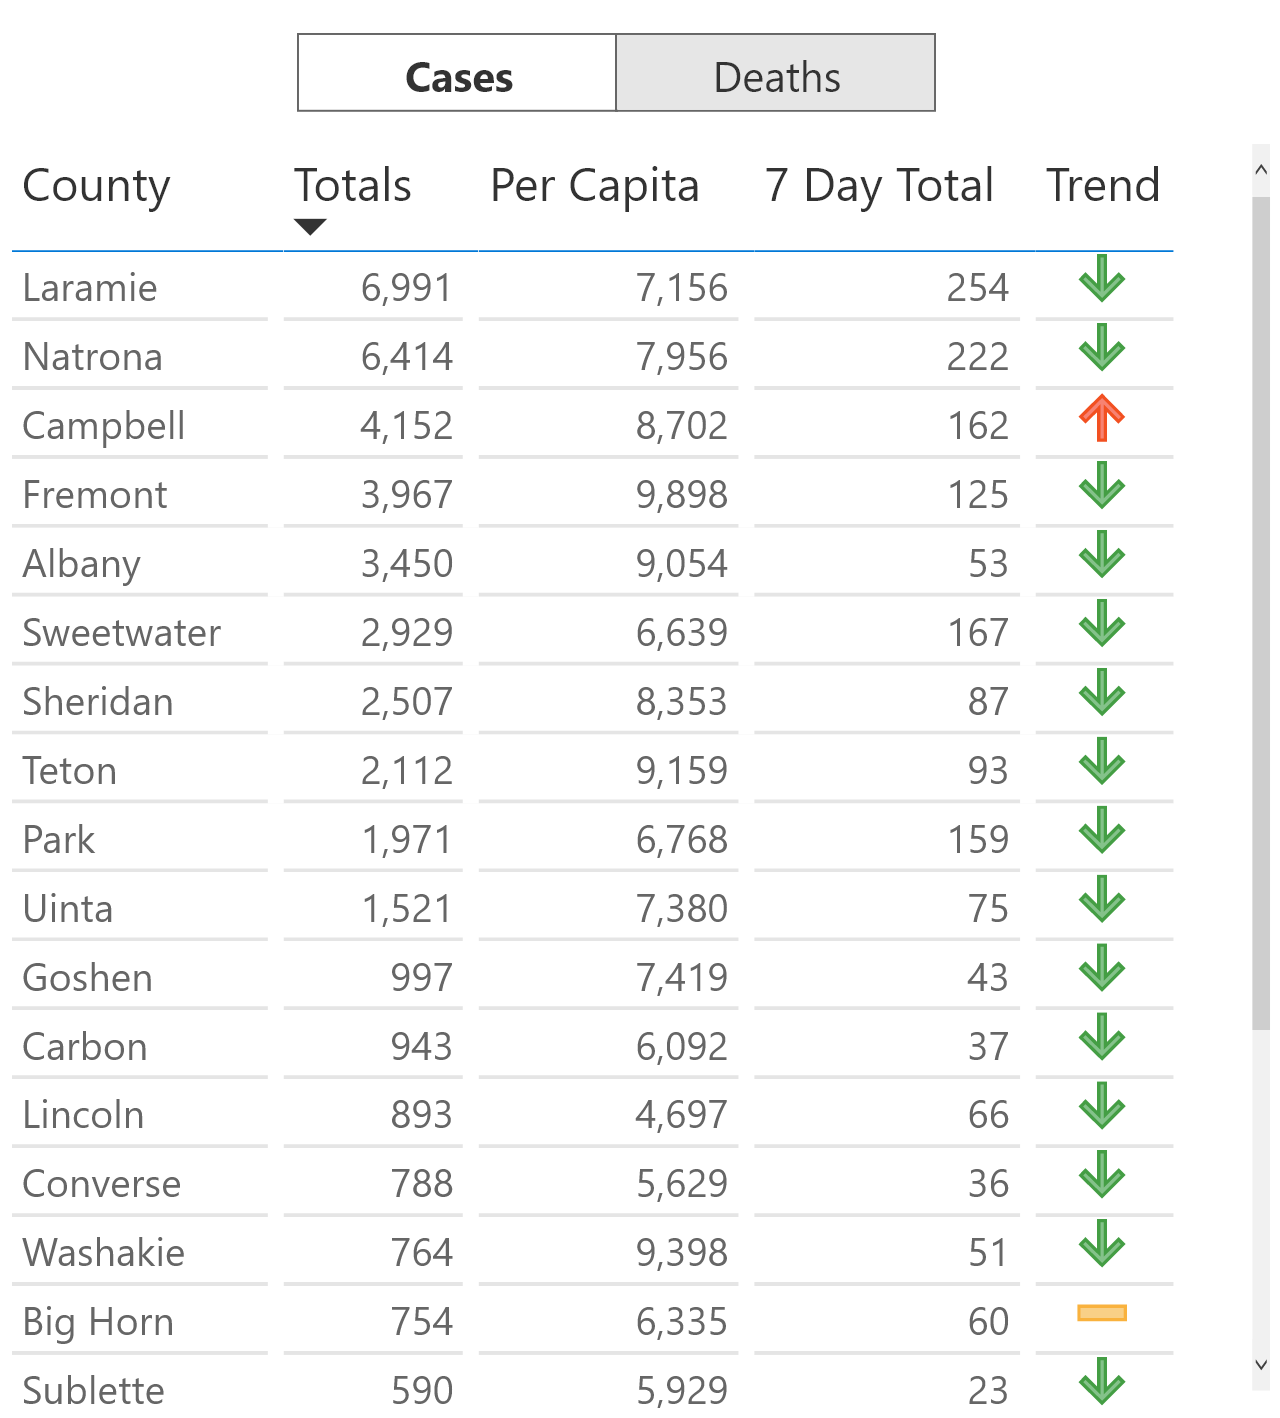 Cases Deaths
County Totals Per Capita 7 Day Total Trend
Laramie 6,991 7,156 254
Natrona 6,414 7,956 222
Campbell 4,152 8,702 162
Fremont 3,967 9,898 125
Albany 3,450 9,054 53
Sweetwater 2,929 6,639 167
Sheridan 2,507 8,353 87
Teton 2,112 9,159 93
Park 1,971 6,768 159
Uinta 1,521 7,380 75
Goshen 997 7,419 43
Carbon 943 6,092 37
Lincoln 893 4,697 66
Converse 788 5,629 36
Washakie 764 9,398 51
Big Horn 754 6,335 60
Sublette 590 5,929 23